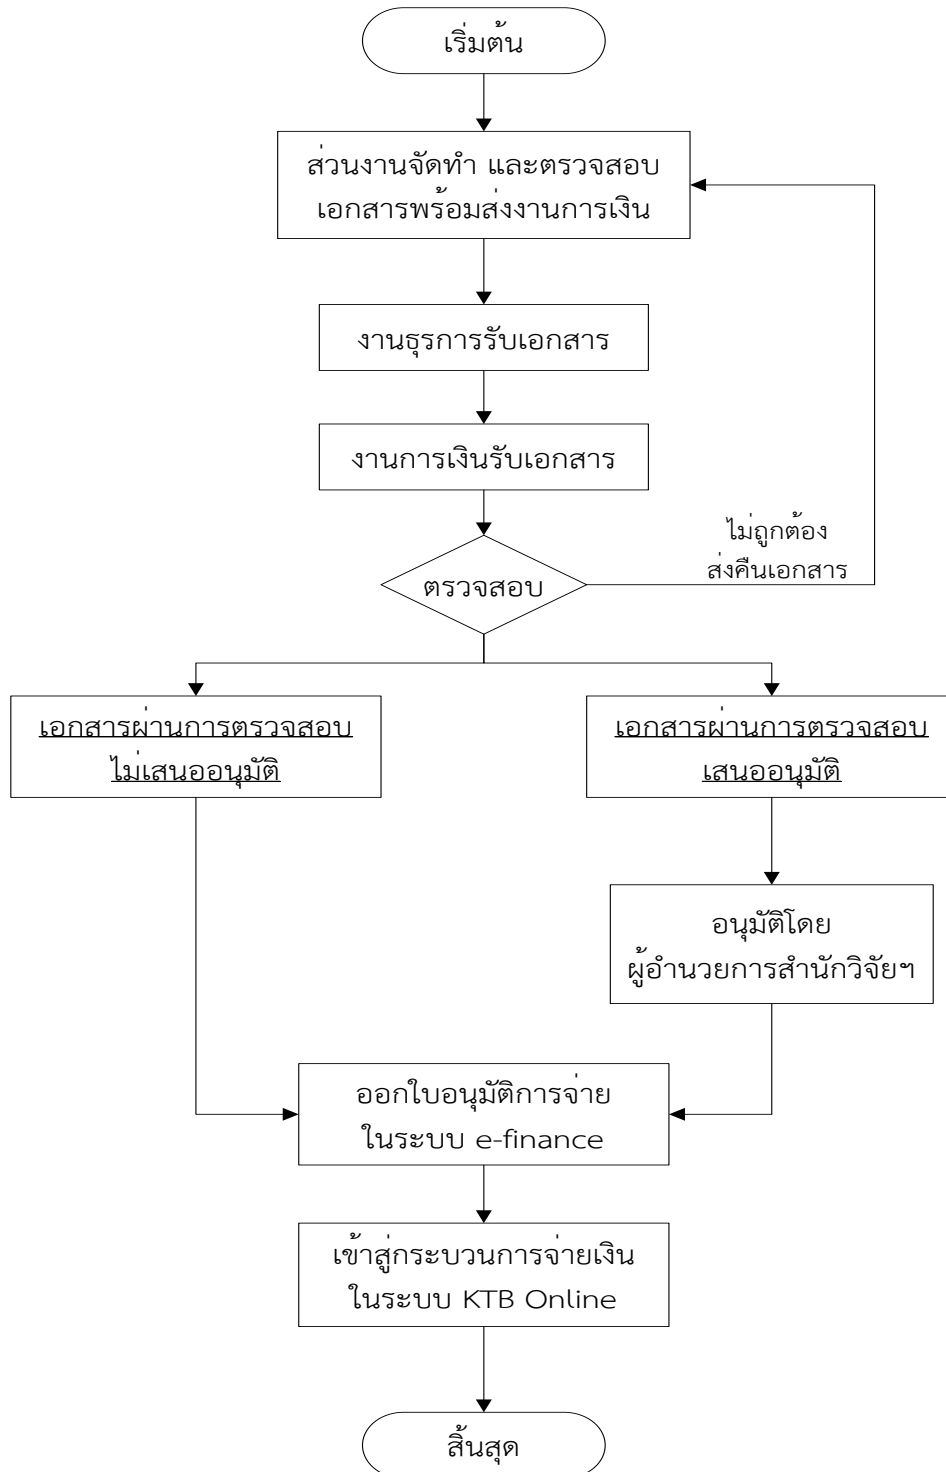 เริ่มต้น
ส่วนงานจัดทำ และตรวจสอบ
เอกสารพร้อมส่งงานการเงิน
งานธุรการรับเอกสาร
งานการเงินรับเอกสาร
ไม่ถูกต้อง
ส่งคืนเอกสาร
ตรวจสอบ
เอกสารผ่านการตรวจสอบ
ไม่เสนออนุมัติ
เอกสารผ่านการตรวจสอบ
เสนออนุมัติ
อนุมัติโดย
ผู้อำนวยการสำนักวิจัยฯ
ออกใบอนุมัติการจ่าย
ในระบบ e-finance
เข้าสู่กระบวนการจ่ายเงิน
ในระบบ KTB Online
สิ้นสุด